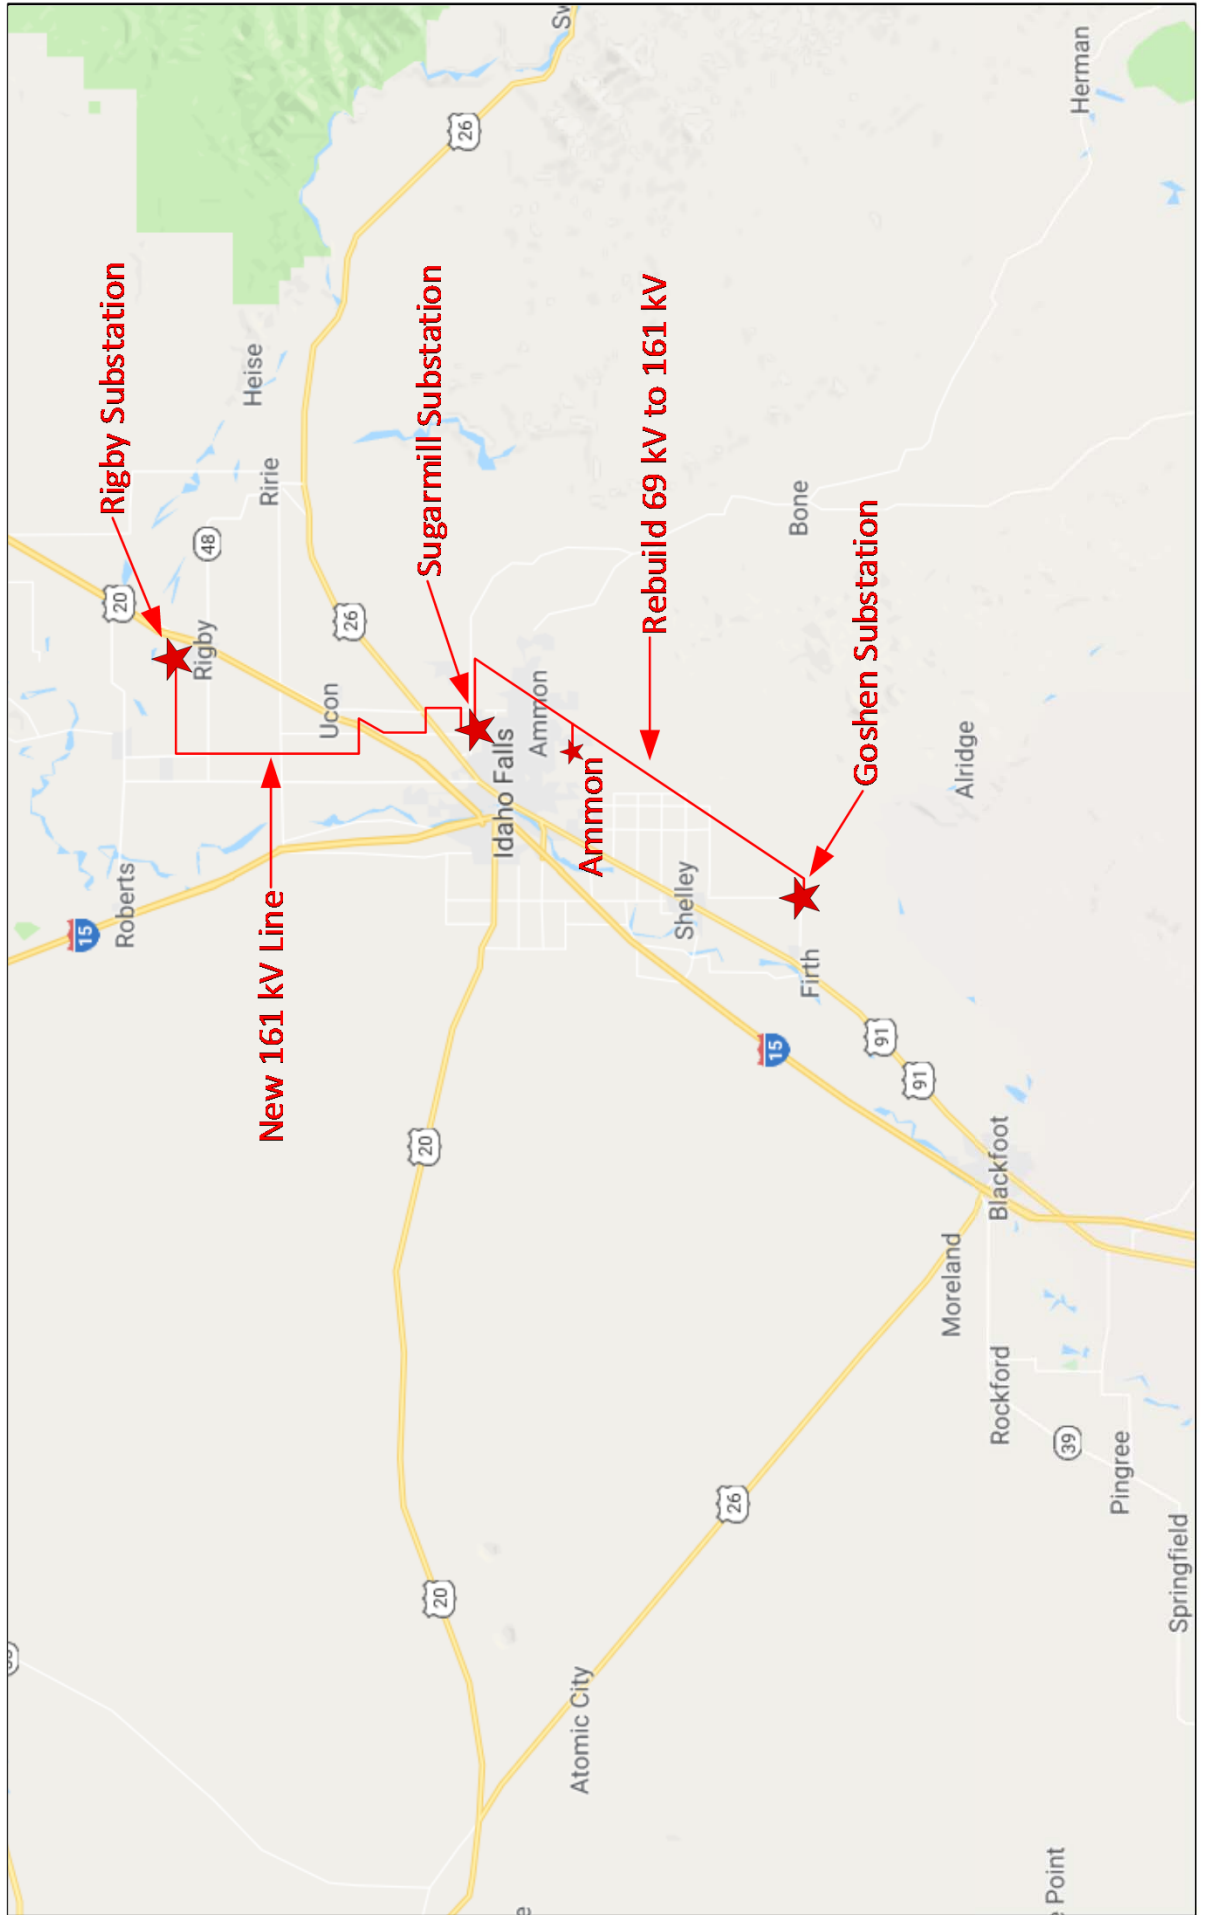 15
Rigby Substation
20
Roberts
Rigby
48
Heise
Ririe
New 161 kV Line
Ucon
26
20
Sugarmill Substation
20
26
Idaho Falls
e
Ammon
Sw
Atomic City
Ammon
Rebuild 69 kV to 161 kV
Shelley
26
15
Bone
Firth
Goshen Substation
91
91
Moreland
Alridge
Blackfoot
Rockford
Point
39
Herman
Pingree
Springfield